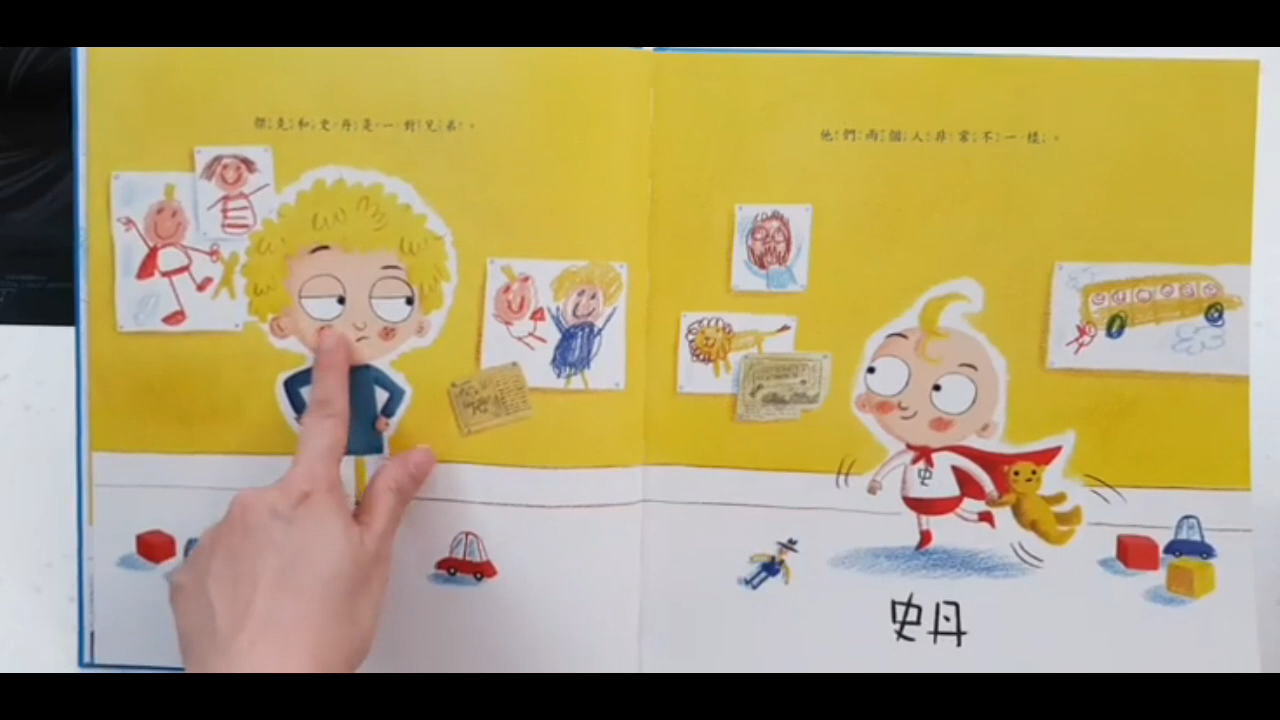 傑克和史丹是一對兄弟。
他們兩個人非常不一樣。
史
史丹